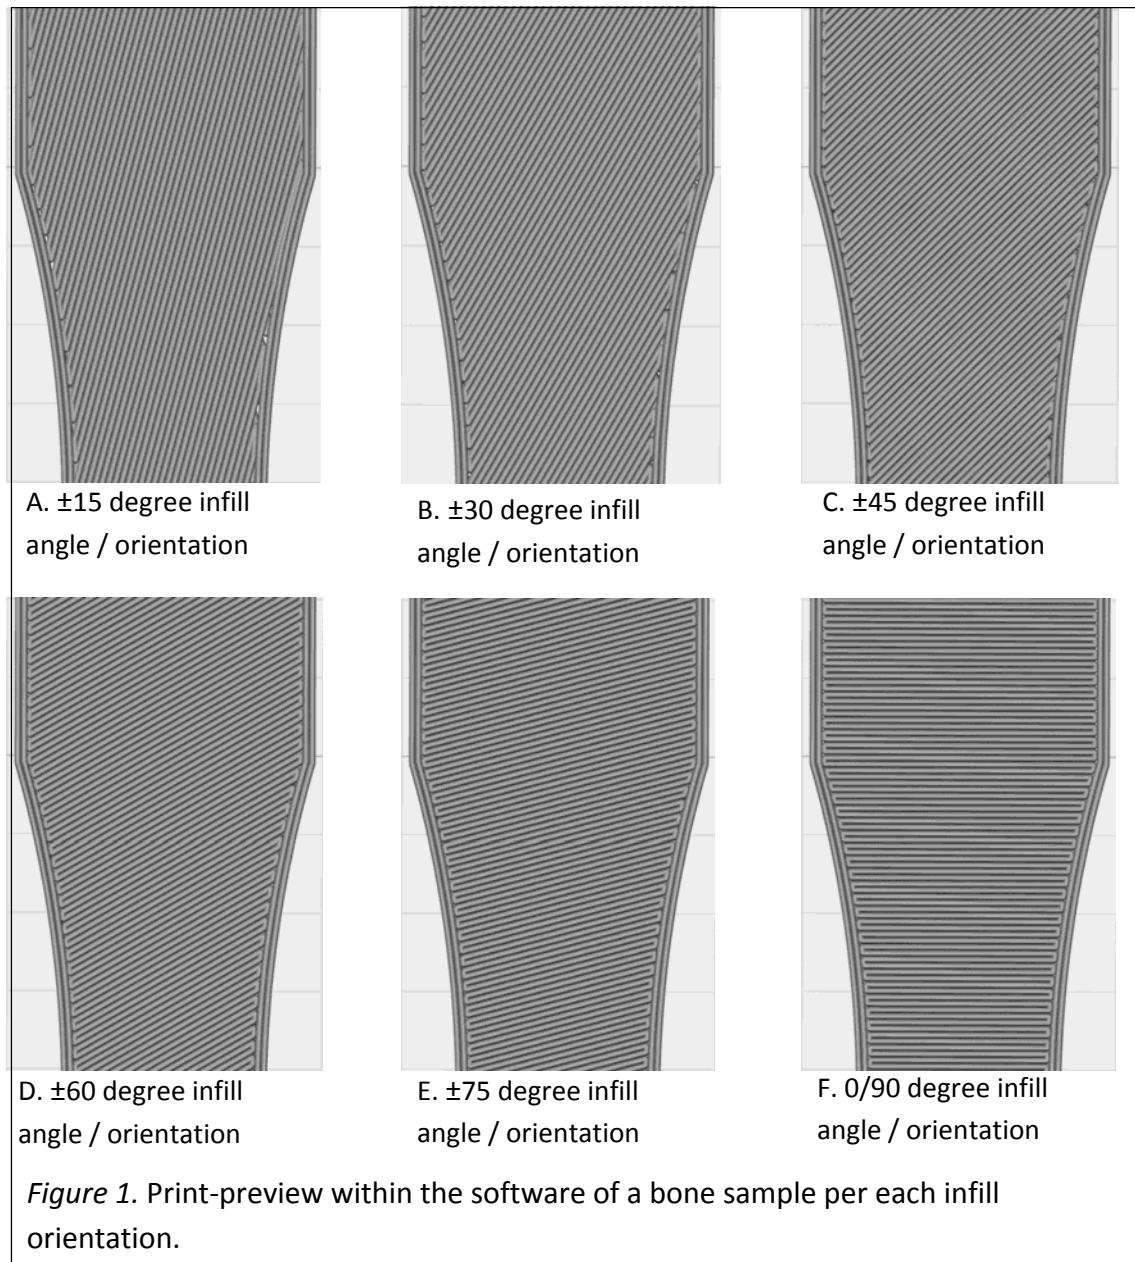 A. ±15 degree infill
angle / orientation
B. ±30 degree infill
angle / orientation
C. ±45 degree infill
angle / orientation
D. ±60 degree infill
angle / orientation
E. ±75 degree infill
angle / orientation
F. 0/90 degree infill
angle / orientation
Figure 1. Print-preview within the software of a bone sample per each infill
orientation.